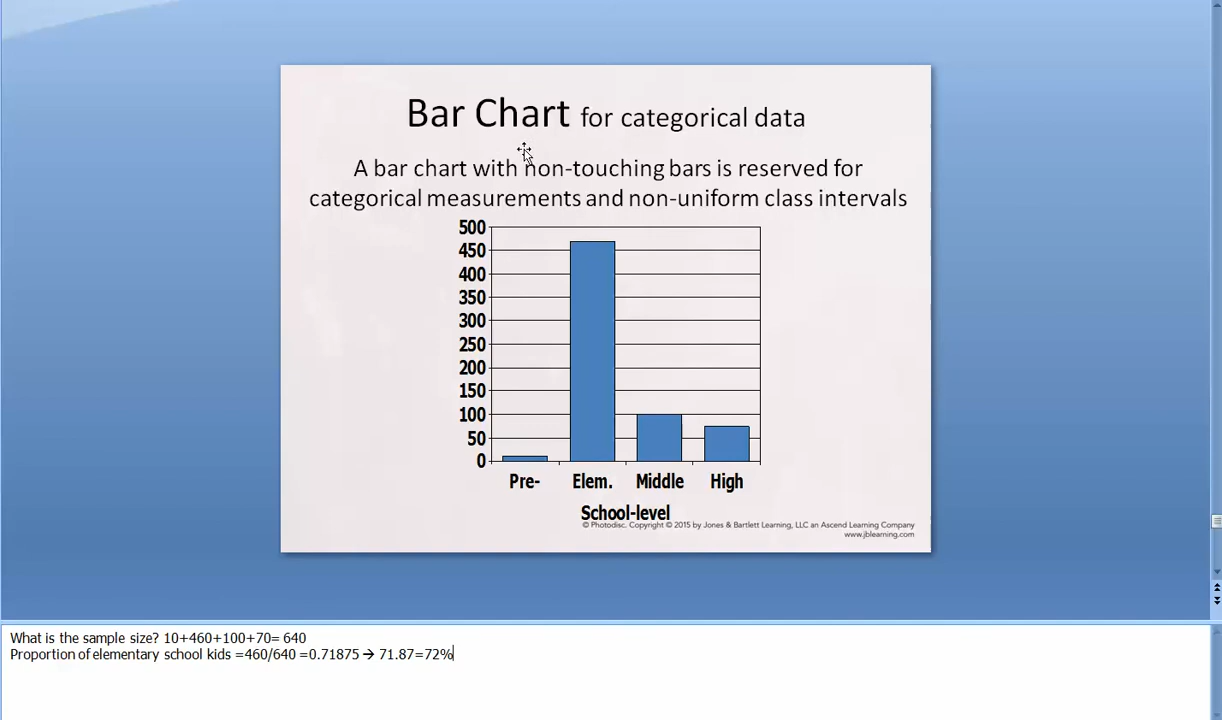 Bar Chart for categorical data
A bar chart with non-touching bars is reserved for
categorical measurements and non-uniform class intervals
500
450
400
350
300
250
200
150
100
50
0
Pre- Elem. Middle High
School-level
© Photodisc. Copyright © 2015 by Jones & Bartlett Learning, LLC an Ascend Learning Company
www.jblearning.com
What is the sample size? 10+460+100+70= 640
Proportion of elementary school kids =460/640 =0.71875 → 71.87=72%